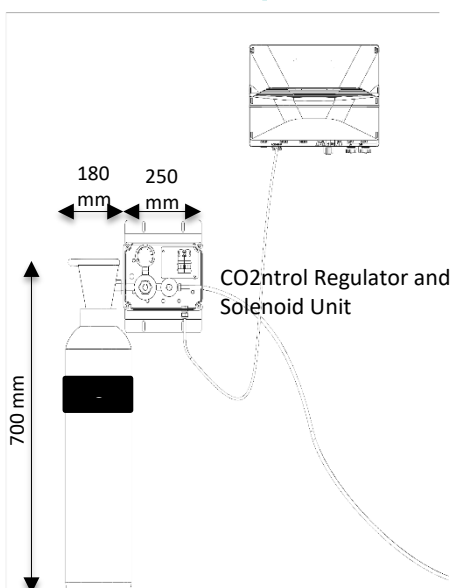 180
mm
250
mm
CO2ntrol Regulator and
Solenoid Unit
700 mm